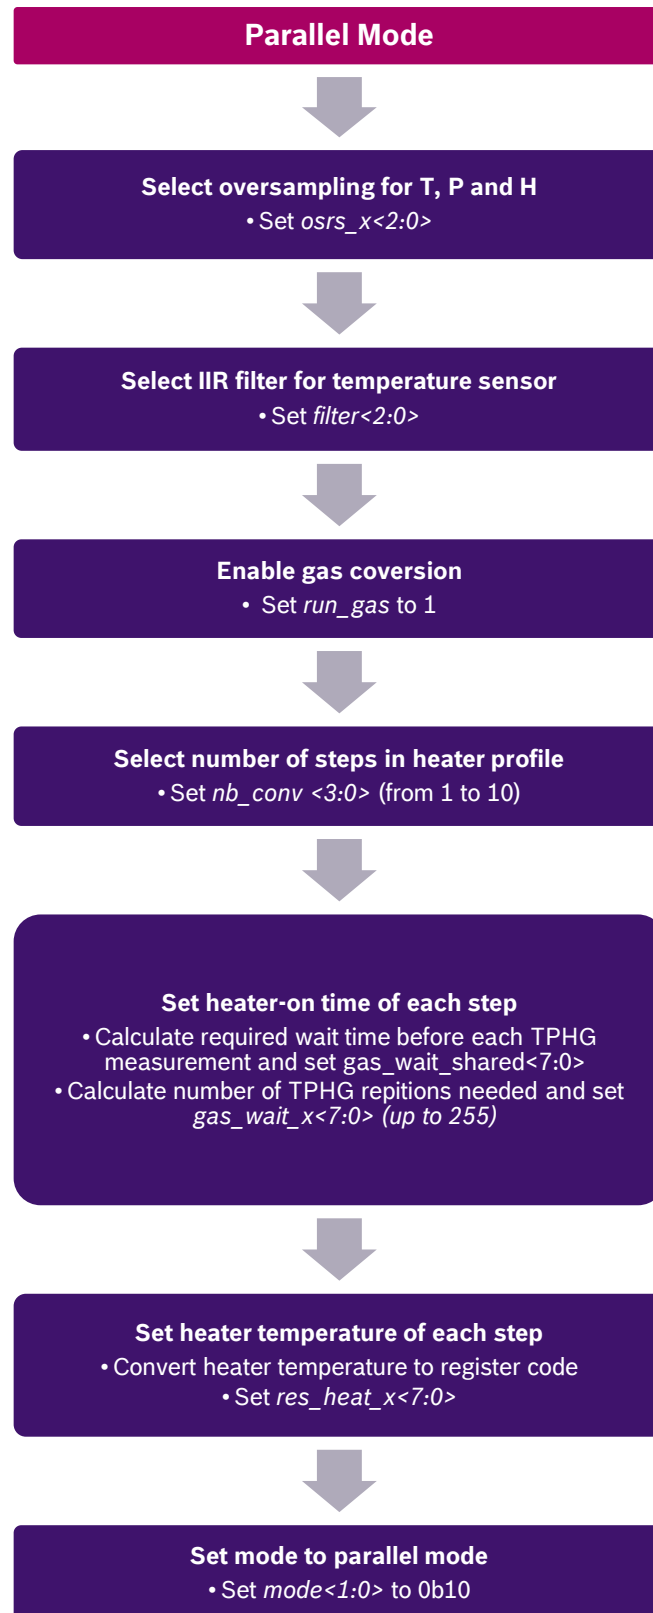 Parallel Mode
Select oversampling for T, P and H
• Set osrs_x<2:0>
Select IIR filter for temperature sensor
• Set filter<2:0>
Enable gas coversion
• Set run_gas to 1
Select number of steps in heater profile
• Set nb_conv <3:0> (from 1 to 10)
Set heater-on time of each step
• Calculate required wait time before each TPHG
measurement and set gas_wait_shared<7:0>
• Calculate number of TPHG repitions needed and set
gas_wait_x<7:0> (up to 255)
Set heater temperature of each step
• Convert heater temperature to register code
• Set res_heat_x<7:0>
Set mode to parallel mode
• Set mode<1:0> to 0b10